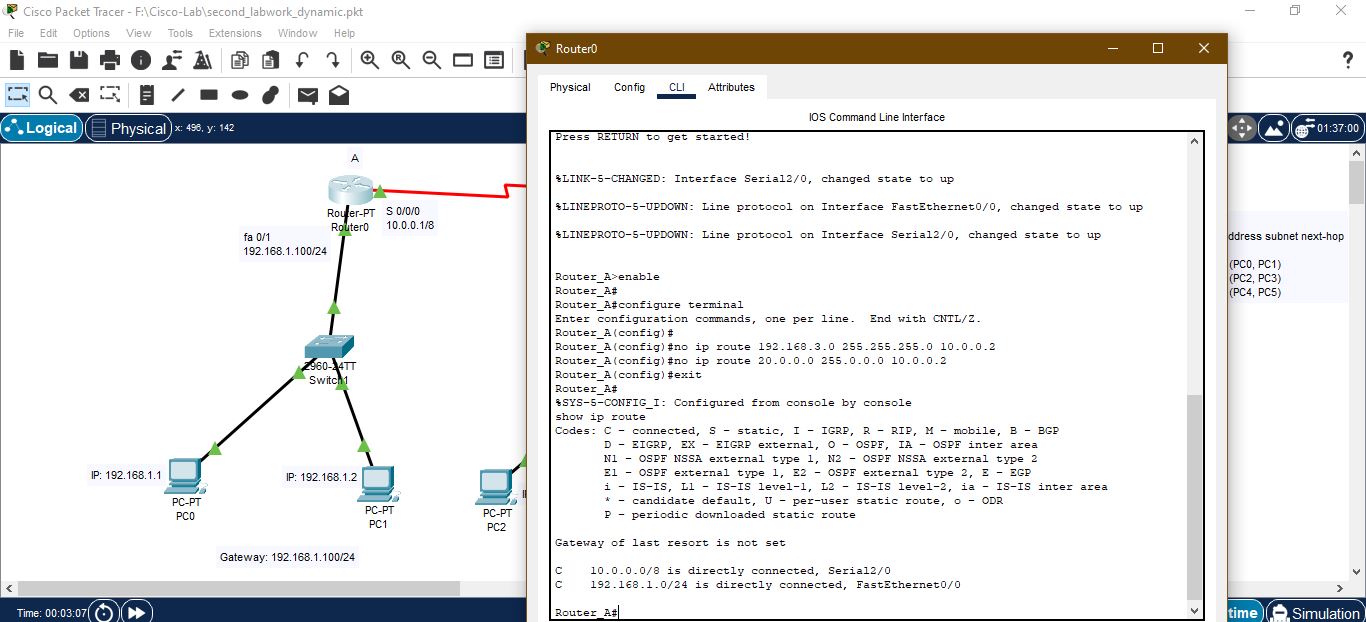 Cisco Packet Tracer - F:\Cisco-Lab\second_labwork_dynamic.pkt
File Edit Options View Tools Extensions Window Help
Logical
Physical
x: 496, y: 142
01:37:00
A
Router-PT
Router0
S 0/0/0
10.0.0.1/8
fa 0/1
192.168.1.100/24
2960-24TT
Switch1
IP: 192.168.1.1
PC-PT
PC0
IP: 192.168.1.2
PC-PT
PC1
PC-PT
PC2
Gateway: 192.168.1.100/24
ddress subnet next-hop
(PC0, PC1)
(PC2, PC3)
(PC4, PC5)
Time: 00:03:07
time
Simulation
Router0
Physical Config CLI Attributes
IOS Command Line Interface
Press RETURN to get started!
%LINK-5-CHANGED: Interface Serial2/0, changed state to up
%LINEPROTO-5-UPDOWN: Line protocol on Interface FastEthernet0/0, changed state to up
%LINEPROTO-5-UPDOWN: Line protocol on Interface Serial2/0, changed state to up
Router_A>enable
Router_A#
Router_A#configure terminal
Enter configuration commands, one per line.  End with CNTL/Z.
Router_A(config)#
Router_A(config)#no ip route 192.168.3.0 255.255.255.0 10.0.0.2
Router_A(config)#no ip route 20.0.0.0 255.0.0.0 10.0.0.2
Router_A(config)#exit
Router_A#
%SYS-5-CONFIG_I: Configured from console by console
show ip route
Codes: C - connected, S - static, I - IGRP, R - RIP, M - mobile, B - BGP
D - EIGRP, EX - EIGRP external, O - OSPF, IA - OSPF inter area
N1 - OSPF NSSA external type 1, N2 - OSPF NSSA external type 2
E1 - OSPF external type 1, E2 - OSPF external type 2, E - EGP
i - IS-IS, L1 - IS-IS level-1, L2 - IS-IS level-2, ia - IS-IS inter area
* - candidate default, U - per-user static route, o - ODR
P - periodic downloaded static route
Gateway of last resort is not set
C    10.0.0.0/8 is directly connected, Serial2/0
C    192.168.1.0/24 is directly connected, FastEthernet0/0
Router_A#